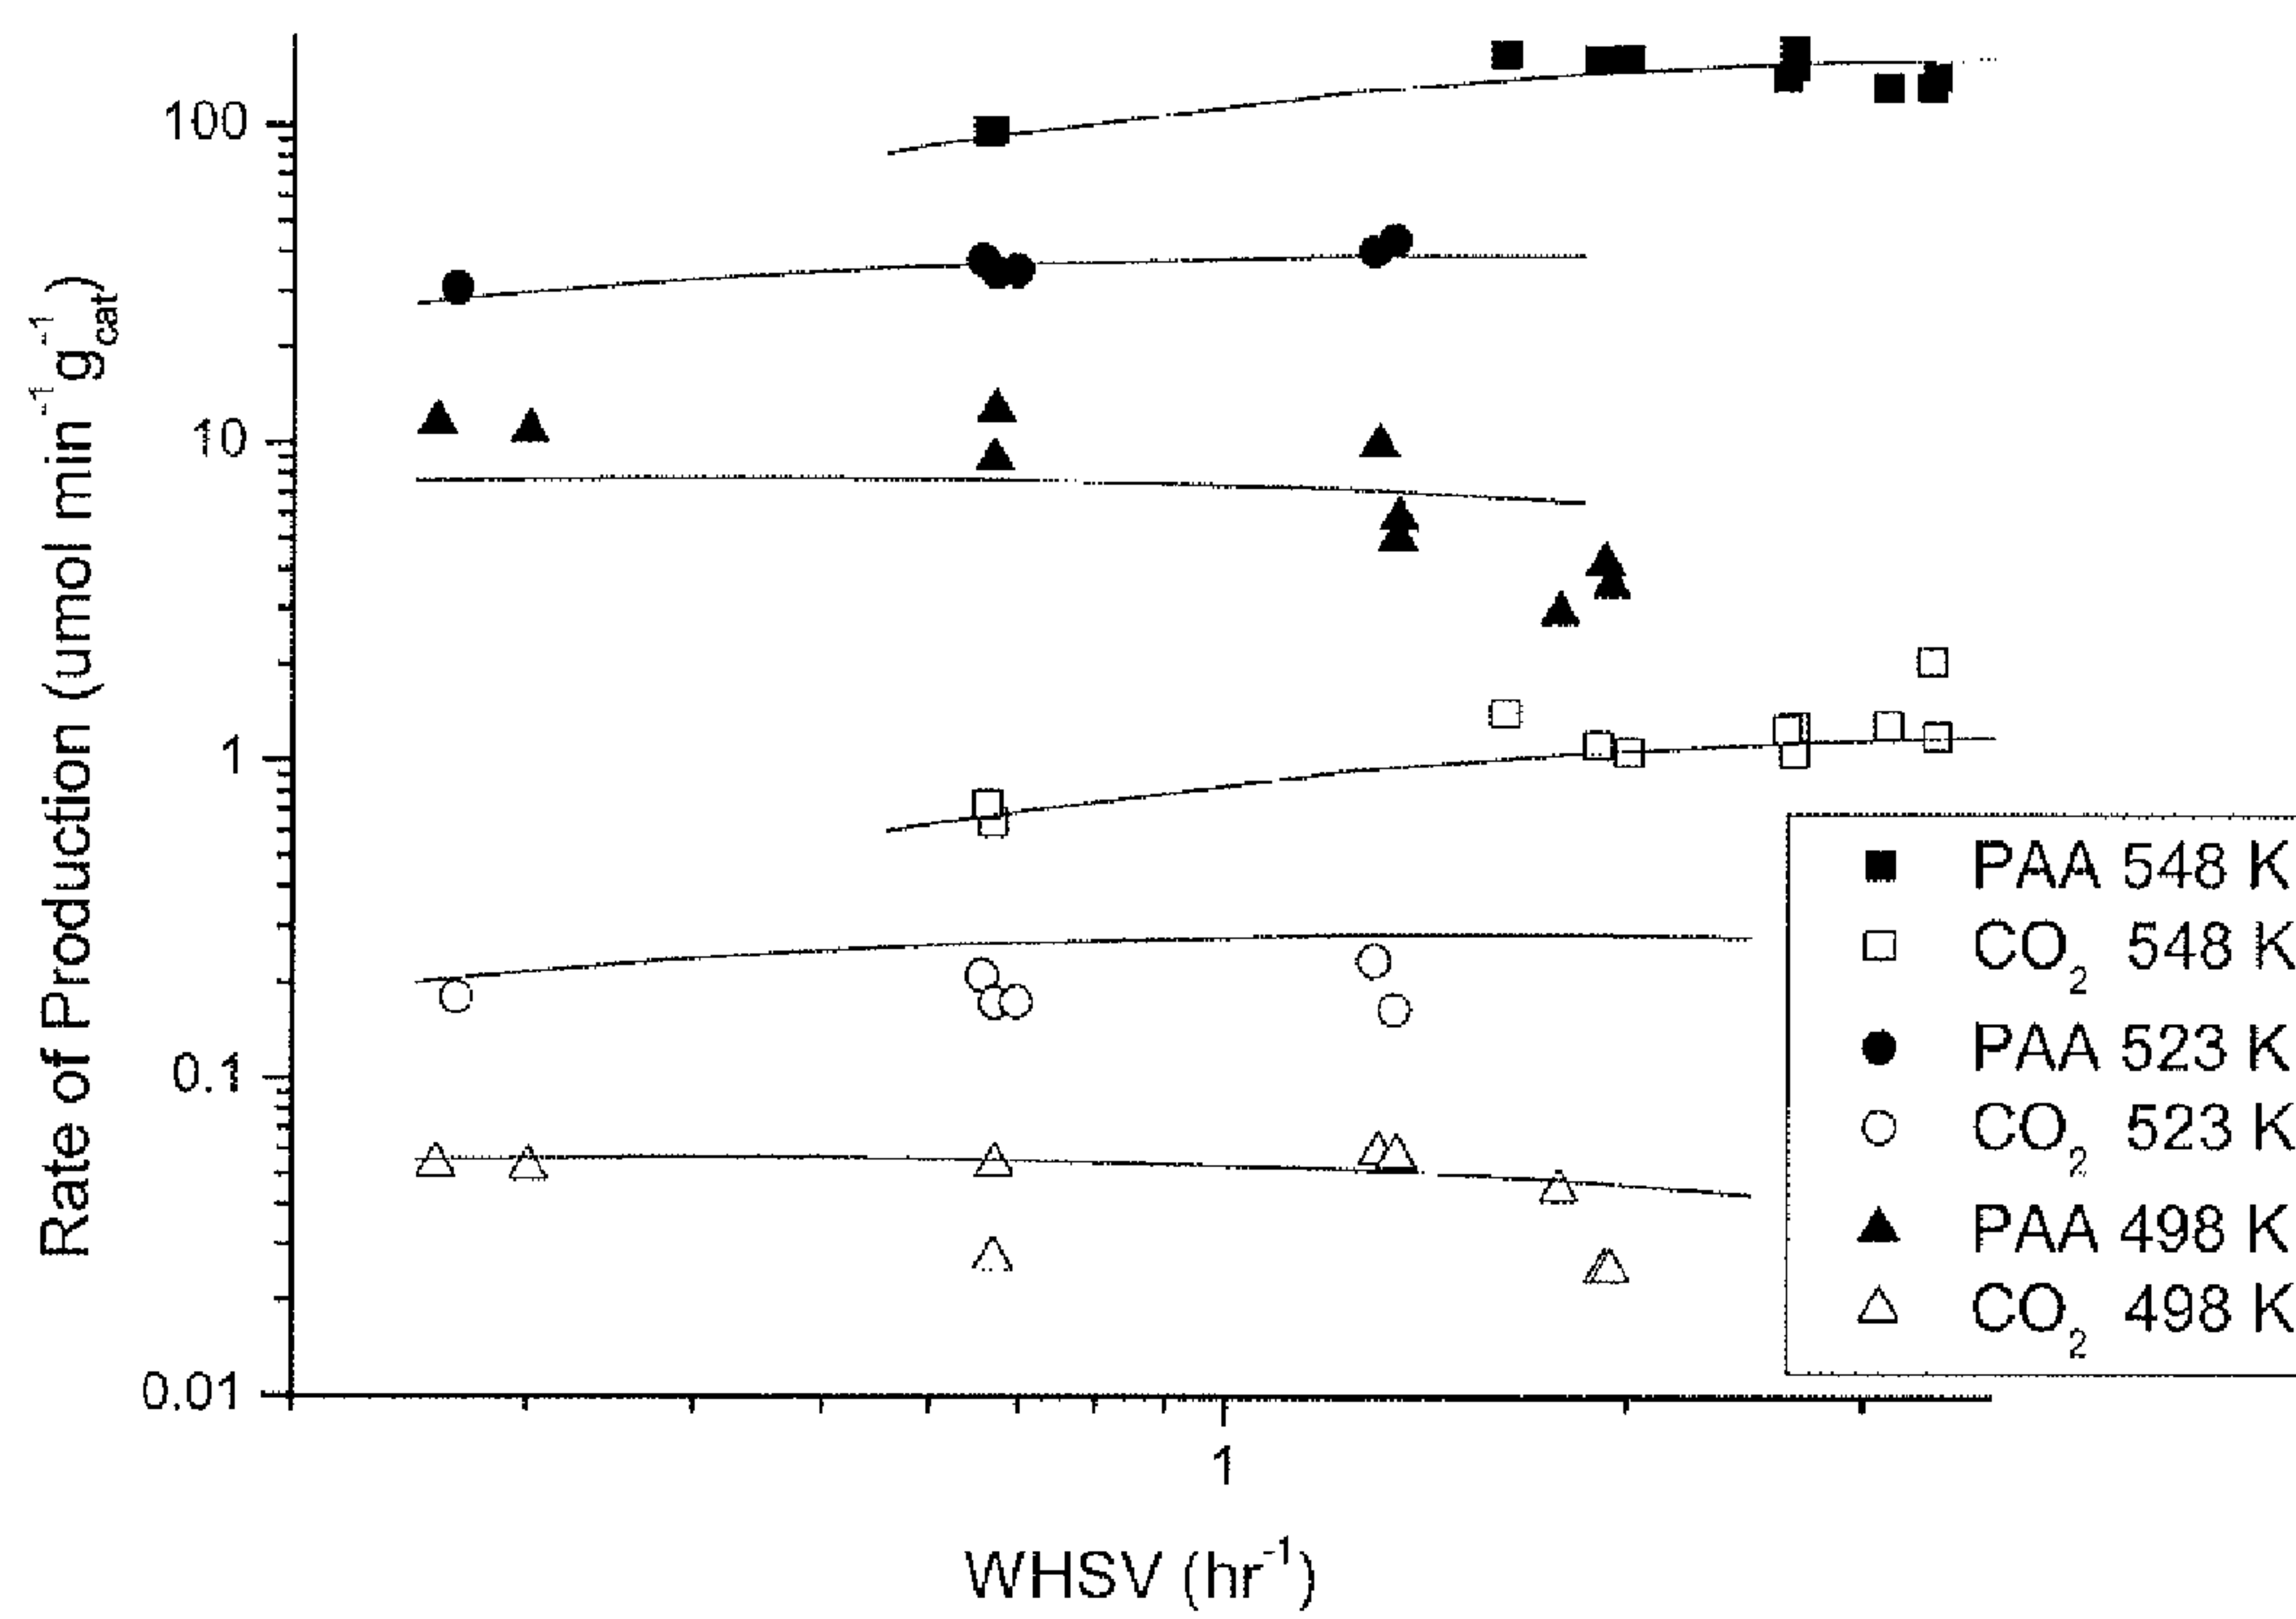 Rate of Production (umol min⁻¹ g_cat⁻¹)
100
10
1
0.1
0.01
PAA 548 K
CO₂ 548 K
PAA 523 K
CO₂ 523 K
PAA 498 K
CO₂ 498 K
1
WHSV (hr⁻¹)